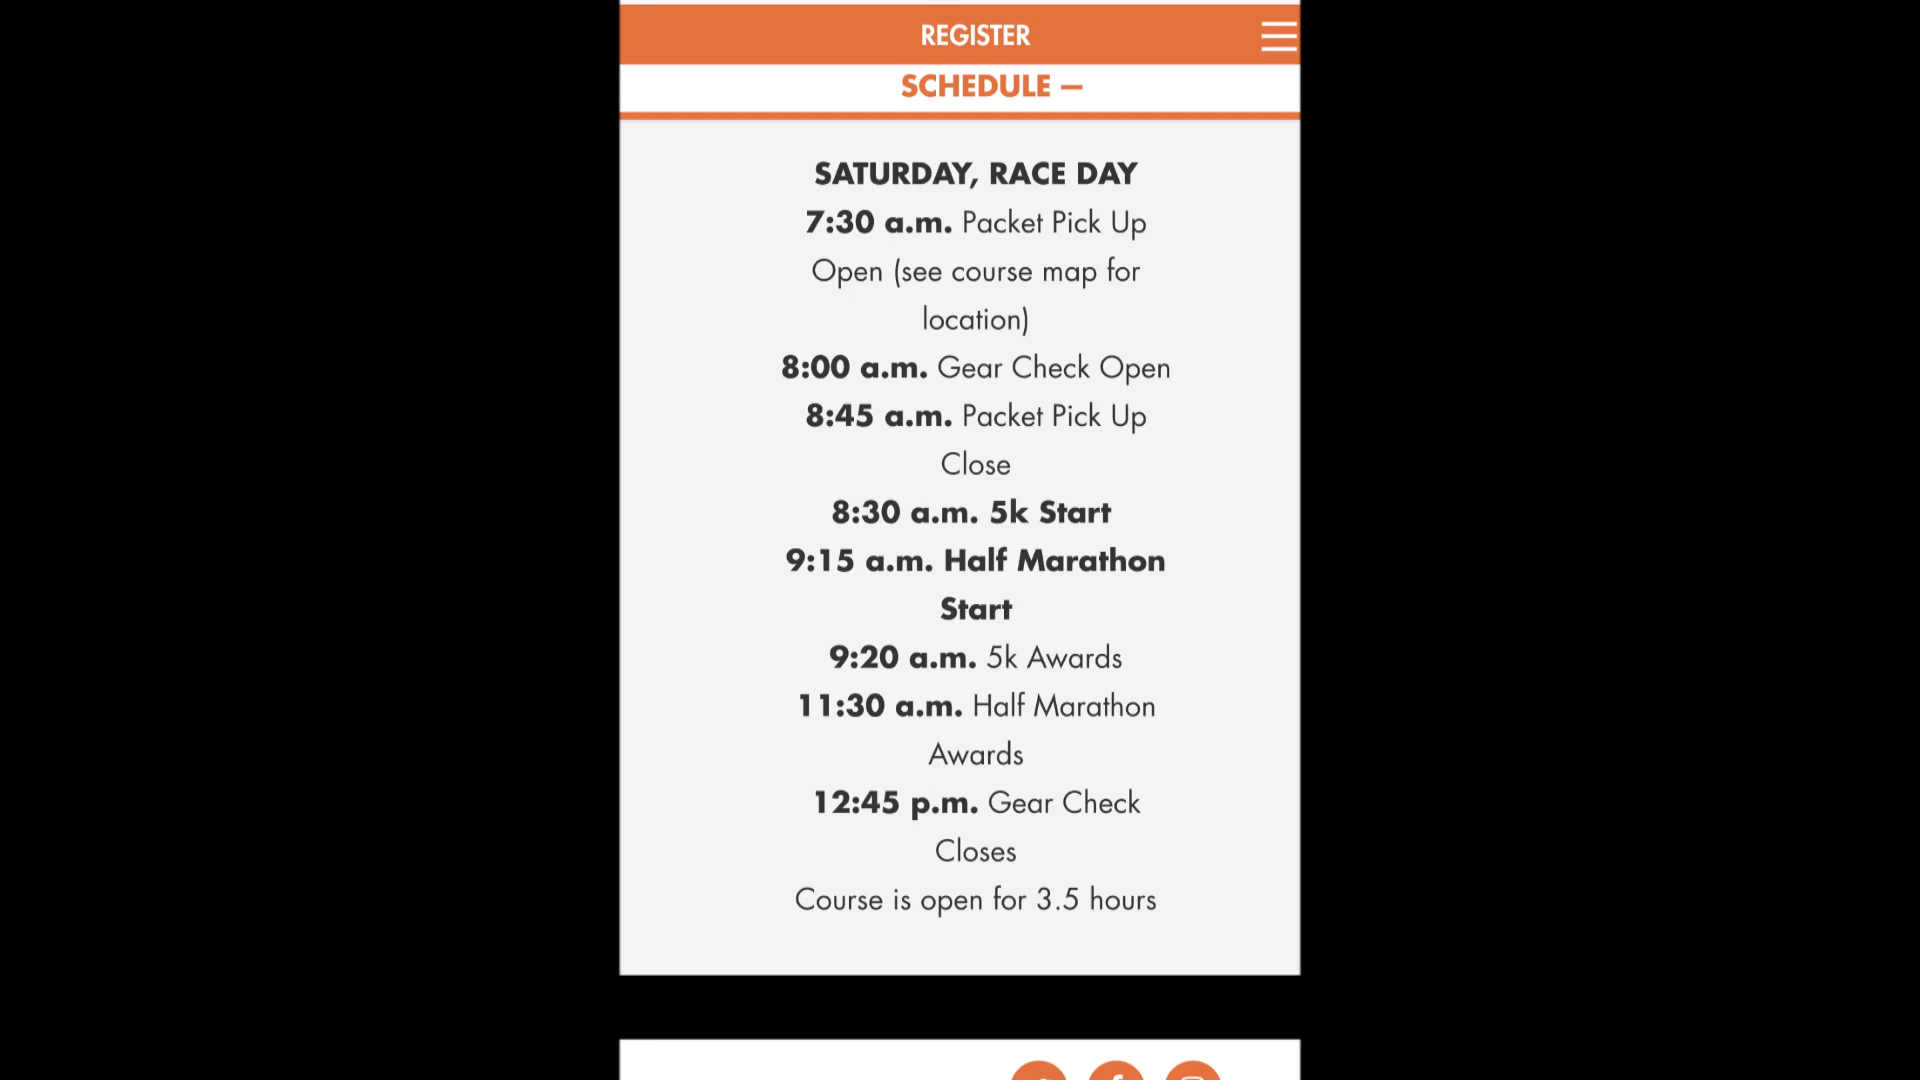 REGISTER
SCHEDULE –
SATURDAY, RACE DAY
7:30 a.m. Packet Pick Up
Open (see course map for
location)
8:00 a.m. Gear Check Open
8:45 a.m. Packet Pick Up
Close
8:30 a.m. 5k Start
9:15 a.m. Half Marathon
Start
9:20 a.m. 5k Awards
11:30 a.m. Half Marathon
Awards
12:45 p.m. Gear Check
Closes
Course is open for 3.5 hours